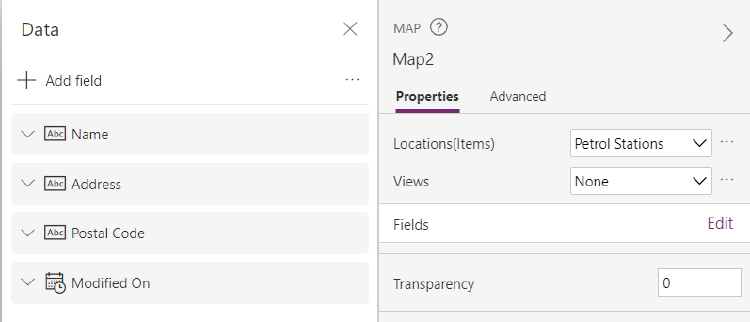 Data
Add field
Abc Name
Abc Address
Abc Postal Code
Modified On
MAP ?
Map2
Properties Advanced
Locations(Items) Petrol Stations
Views None
Fields Edit
Transparency 0